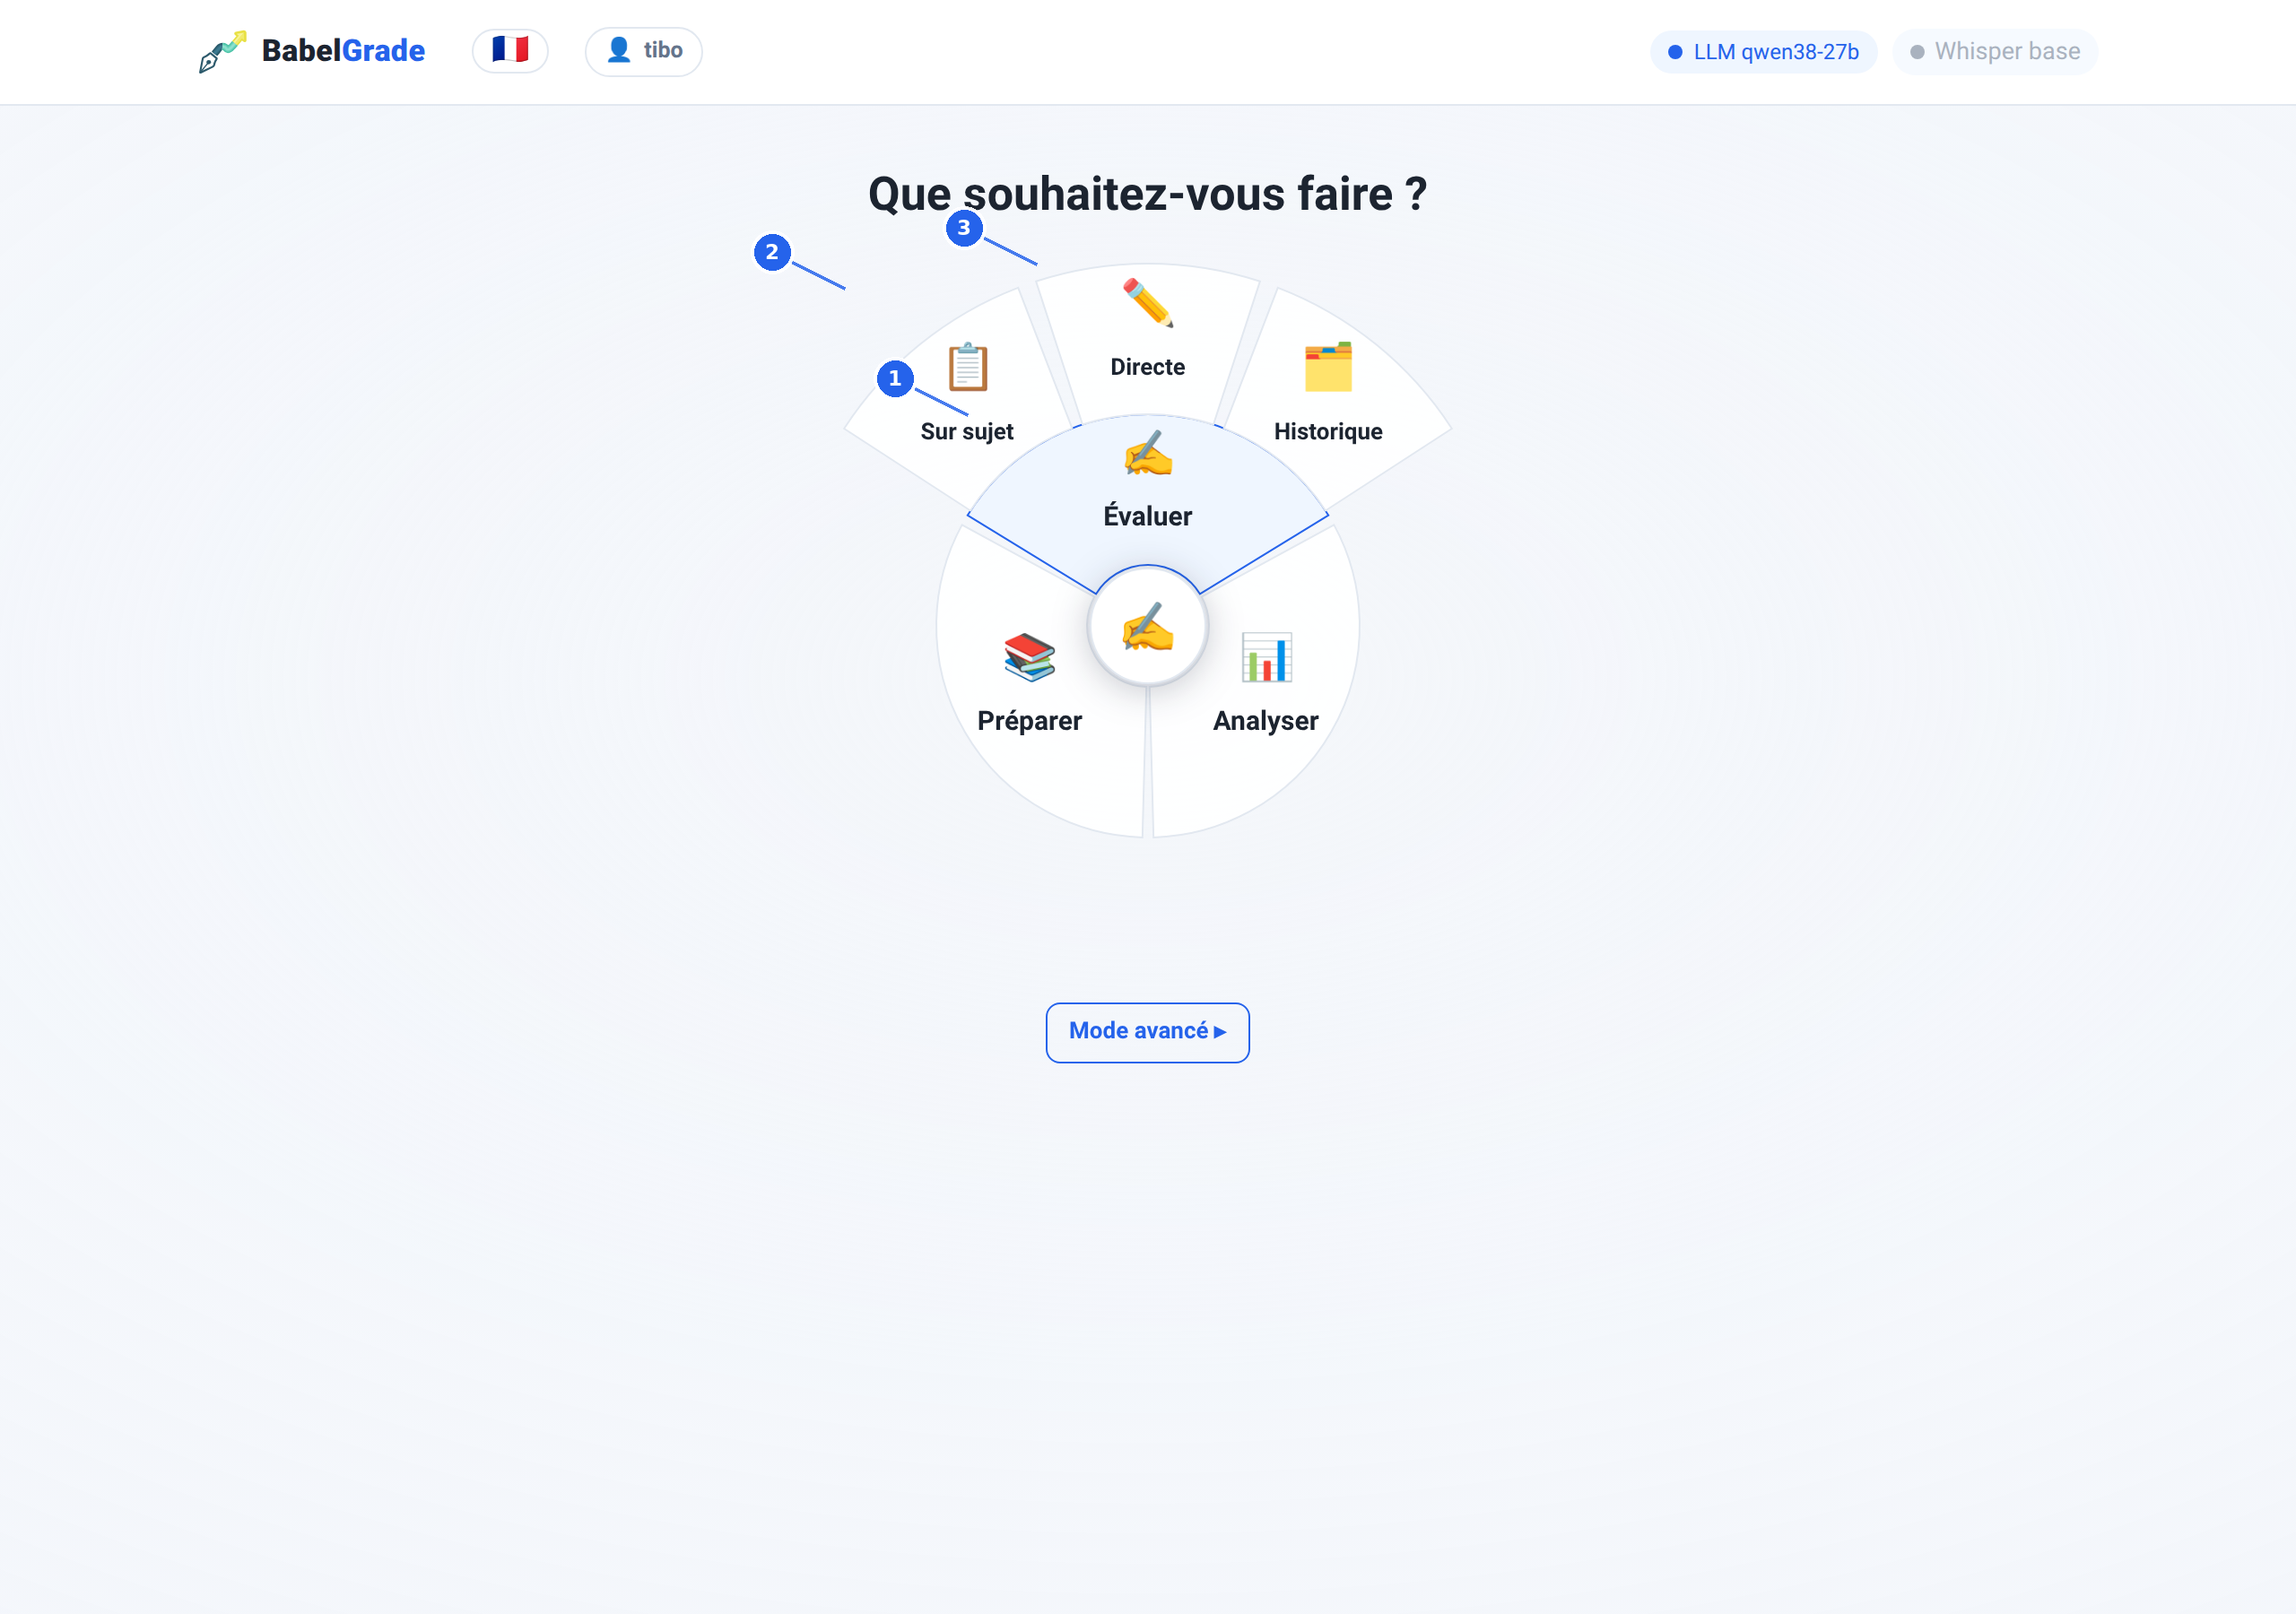 BabelGrade
tibo
LLM qwen38-27b
Whisper base
Que souhaitez-vous faire ?
3
2
Directe
1
Sur sujet
Historique
Évaluer
Préparer
Analyser
Mode avancé ▸